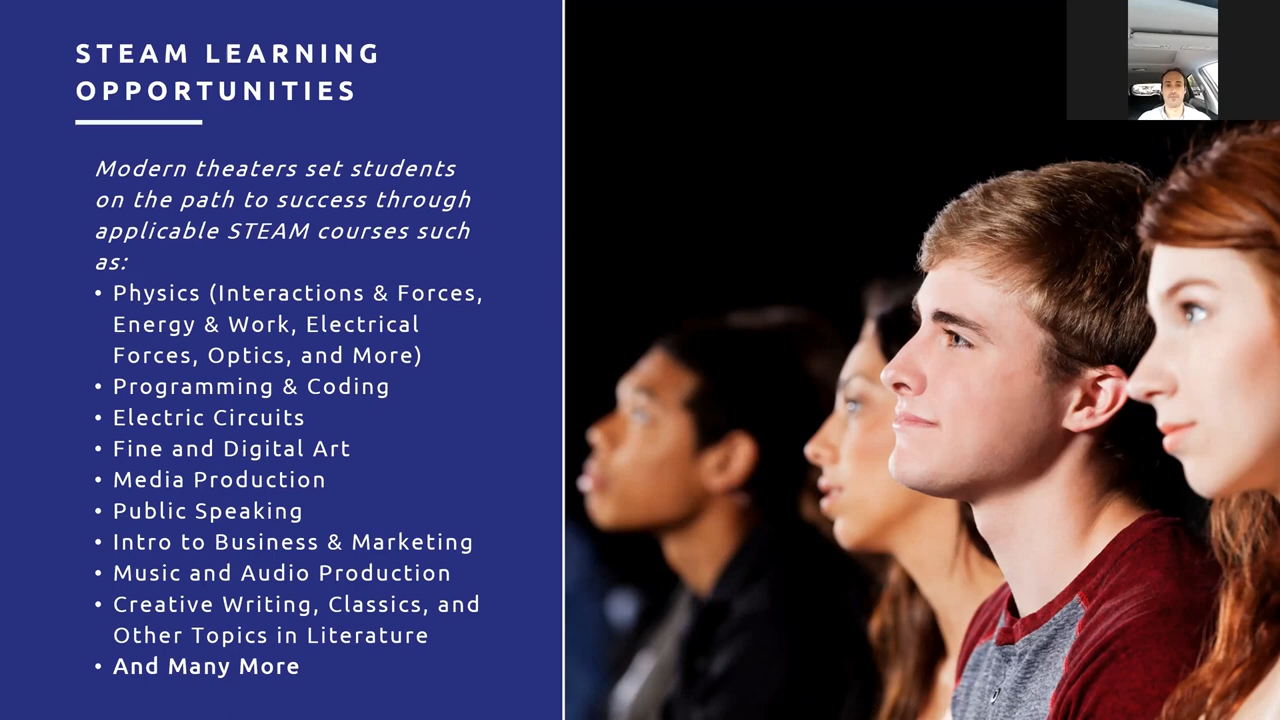 STEAM LEARNING
OPPORTUNITIES
Modern theaters set students
on the path to success through
applicable STEAM courses such
as:
• Physics (Interactions & Forces,
Energy & Work, Electrical
Forces, Optics, and More)
• Programming & Coding
• Electric Circuits
• Fine and Digital Art
• Media Production
• Public Speaking
• Intro to Business & Marketing
• Music and Audio Production
• Creative Writing, Classics, and
Other Topics in Literature
• And Many More